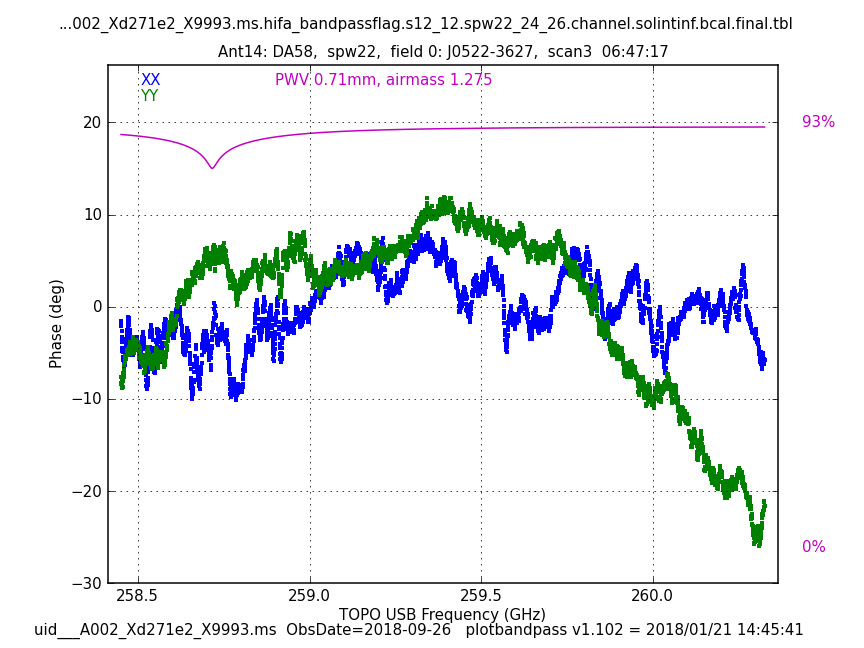 ...002_Xd271e2_X9993.ms.hifa_bandpassflag.s12_12.spw22_24_26.channel.solintinf.bcal.final.tbl
Ant14: DA58,  spw22,  field 0: J0522-3627,  scan3  06:47:17
XX
PWV 0.71mm, airmass 1.275
YY
93%
20
10
0
−10
−20
−30
Phase (deg)
0%
258.5
259.0
259.5
260.0
TOPO USB Frequency (GHz)
uid___A002_Xd271e2_X9993.ms  ObsDate=2018-09-26   plotbandpass v1.102 = 2018/01/21 14:45:41